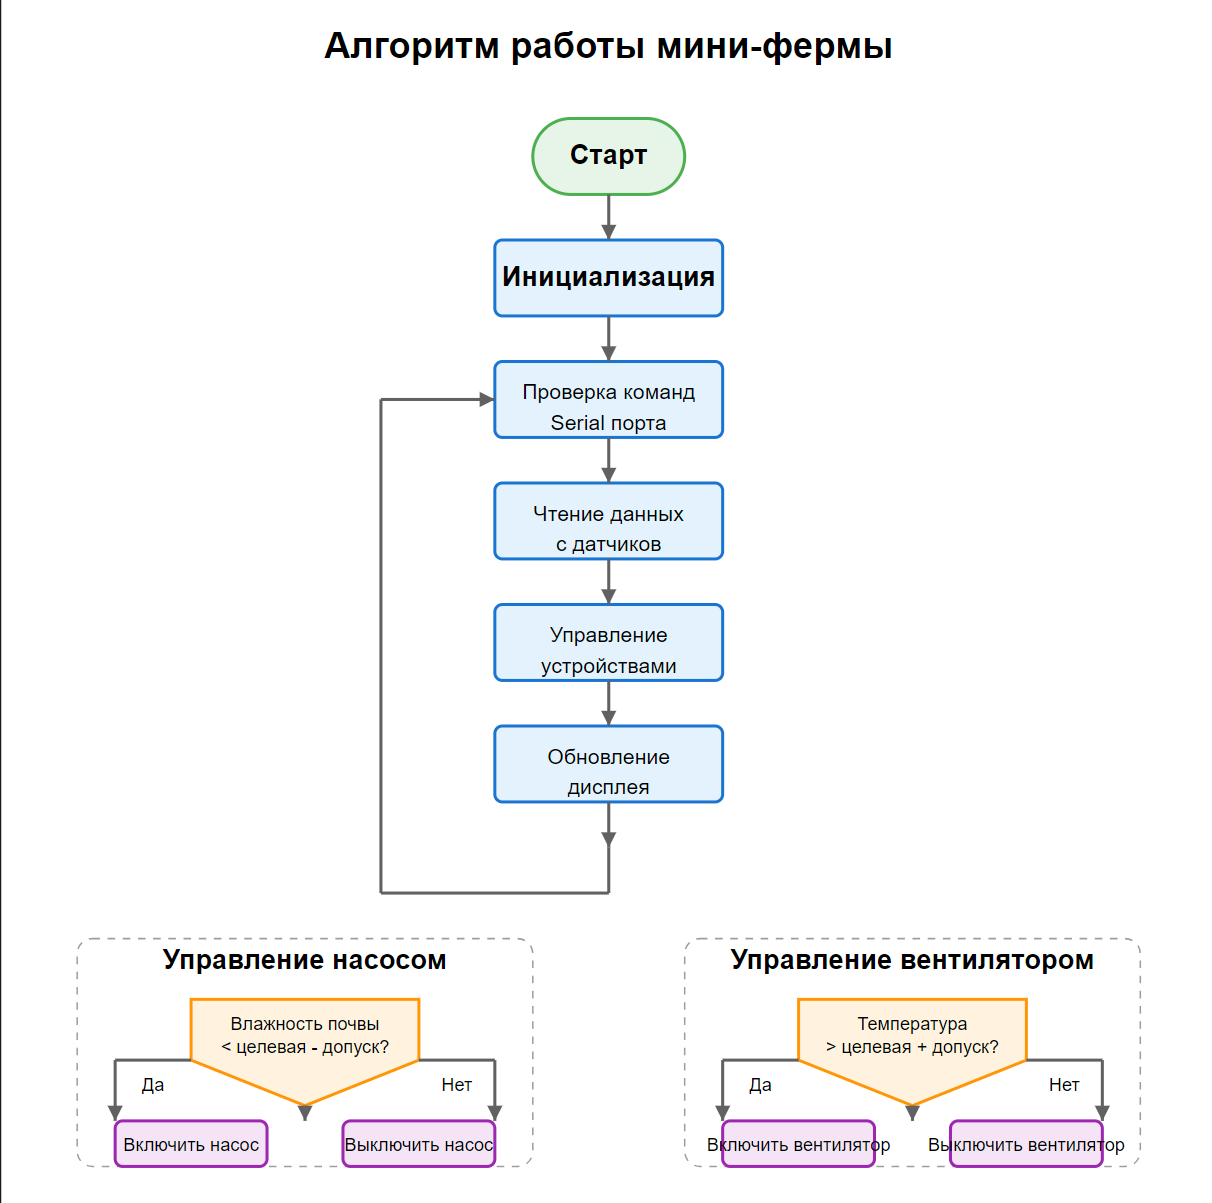 Алгоритм работы мини-фермы
Старт
Инициализация
Проверка команд
Serial порта
Чтение данных
с датчиков
Управление
устройствами
Обновление
дисплея
Управление насосом
Влажность почвы
< целевая - допуск?
Да
Нет
Включить насос
Выключить насос
Управление вентилятором
Температура
> целевая + допуск?
Да
Нет
Включить вентилятор
Выключить вентилятор